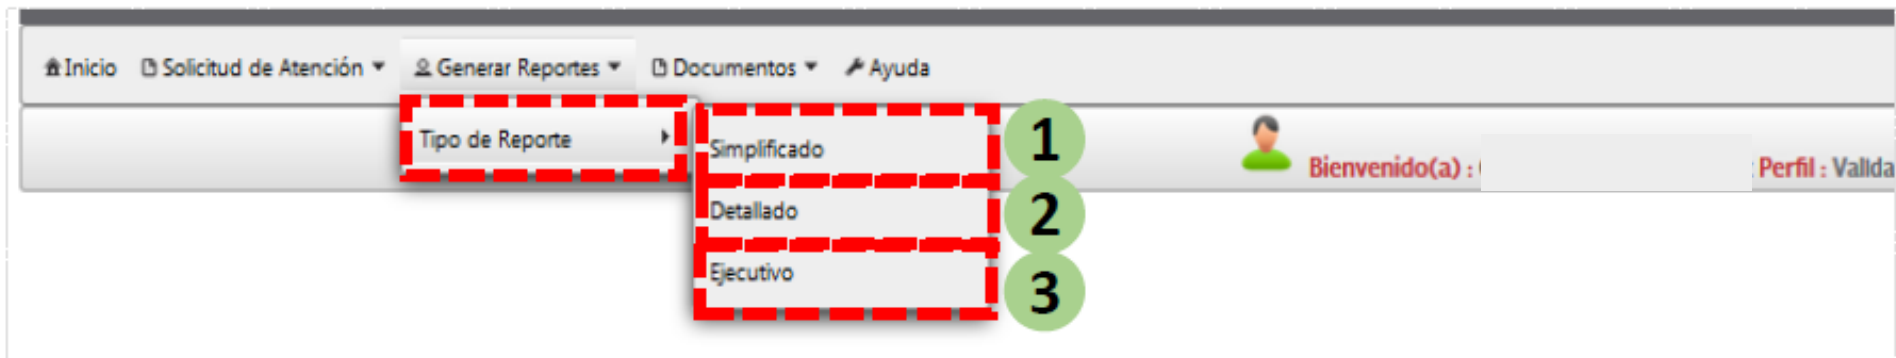 Inicio Solicitud de Atención Generar Reportes Documentos Ayuda
Tipo de Reporte
Simplificado 1
Detallado 2
Ejecutivo 3
Bienvenido(a) : Perfil : Valida